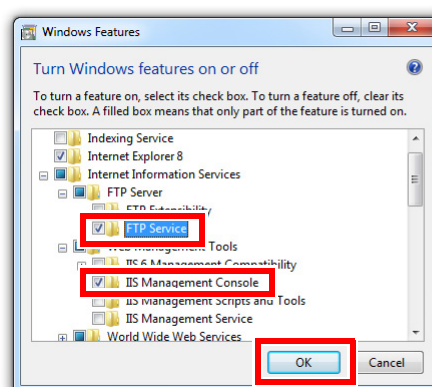 Windows Features
Turn Windows features on or off
To turn a feature on, select its check box. To turn a feature off, clear its
check box. A filled box means that only part of the feature is turned on.
Indexing Service
Internet Explorer 8
Internet Information Services
FTP Server
FTP Extensibility
FTP Service
Web Management Tools
IIS 6 Management Compatibility
IIS Management Console
IIS Management Scripts and Tools
IIS Management Service
World Wide Web Services
OK
Cancel